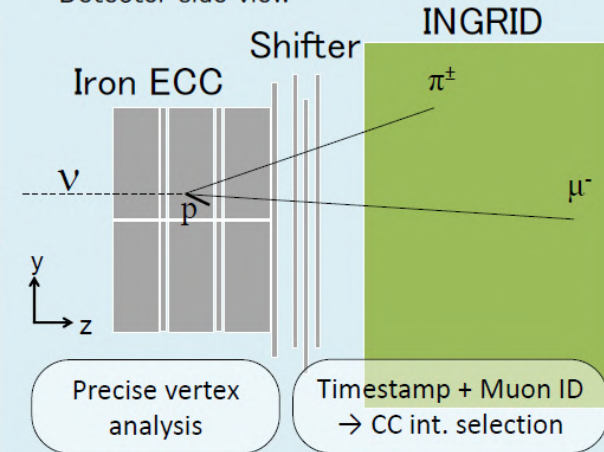 INGRID
Shifter
Iron ECC
π±
ν
μ-
p
y
z
Precise vertex
analysis
Timestamp + Muon ID
→ CC int. selection